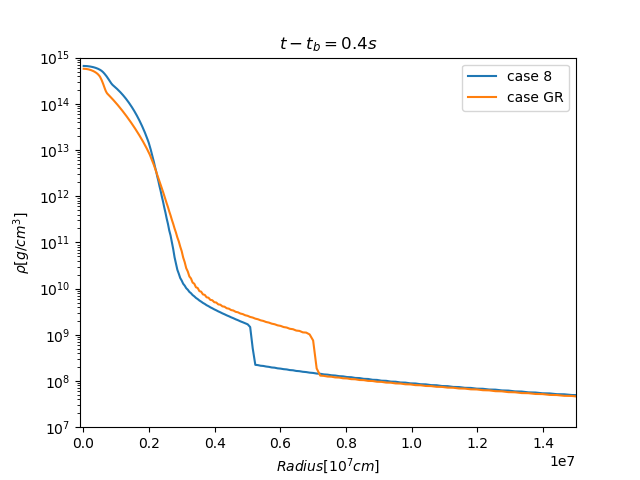 t − t_b = 0.4s
case 8
case GR
10^15
10^14
10^13
10^12
10^11
10^10
10^9
10^8
10^7
ρ[g/cm^3]
0.0 0.2 0.4 0.6 0.8 1.0 1.2 1.4
1e7
Radius[10^7cm]